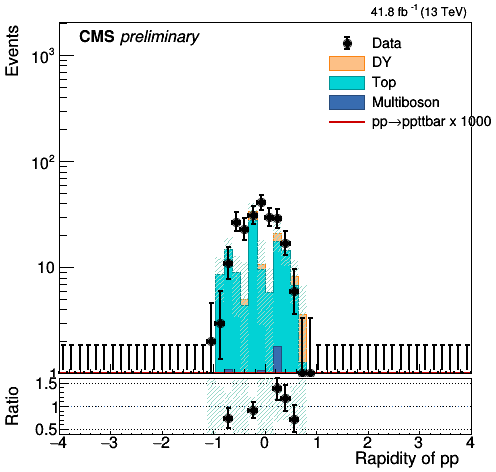 41.8 fb⁻¹ (13 TeV)
Events
CMS preliminary
Data
DY
Top
Multiboson
pp→ppttbar x 1000
10³
10²
10
1
Ratio
1.5
1
0.5
−4 −3 −2 −1 0 1 2 3 4
Rapidity of pp